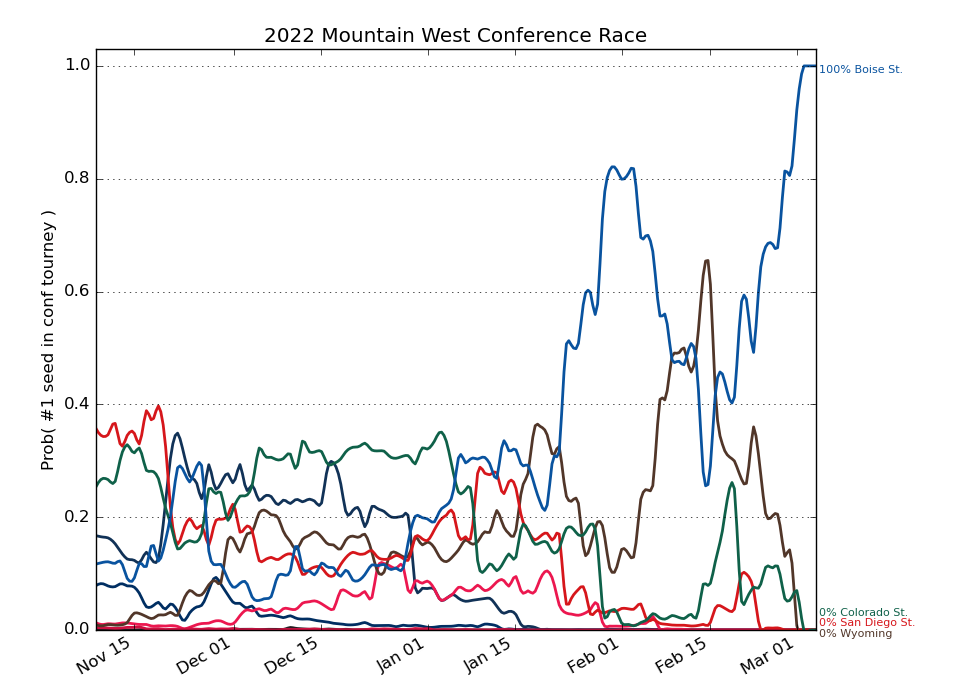 2022 Mountain West Conference Race
Prob( #1 seed in conf tourney )
1.0
0.8
0.6
0.4
0.2
0.0
Nov 15
Dec 01
Dec 15
Jan 01
Jan 15
Feb 01
Feb 15
Mar 01
100% Boise St.
0% Colorado St.
0% San Diego St.
0% Wyoming